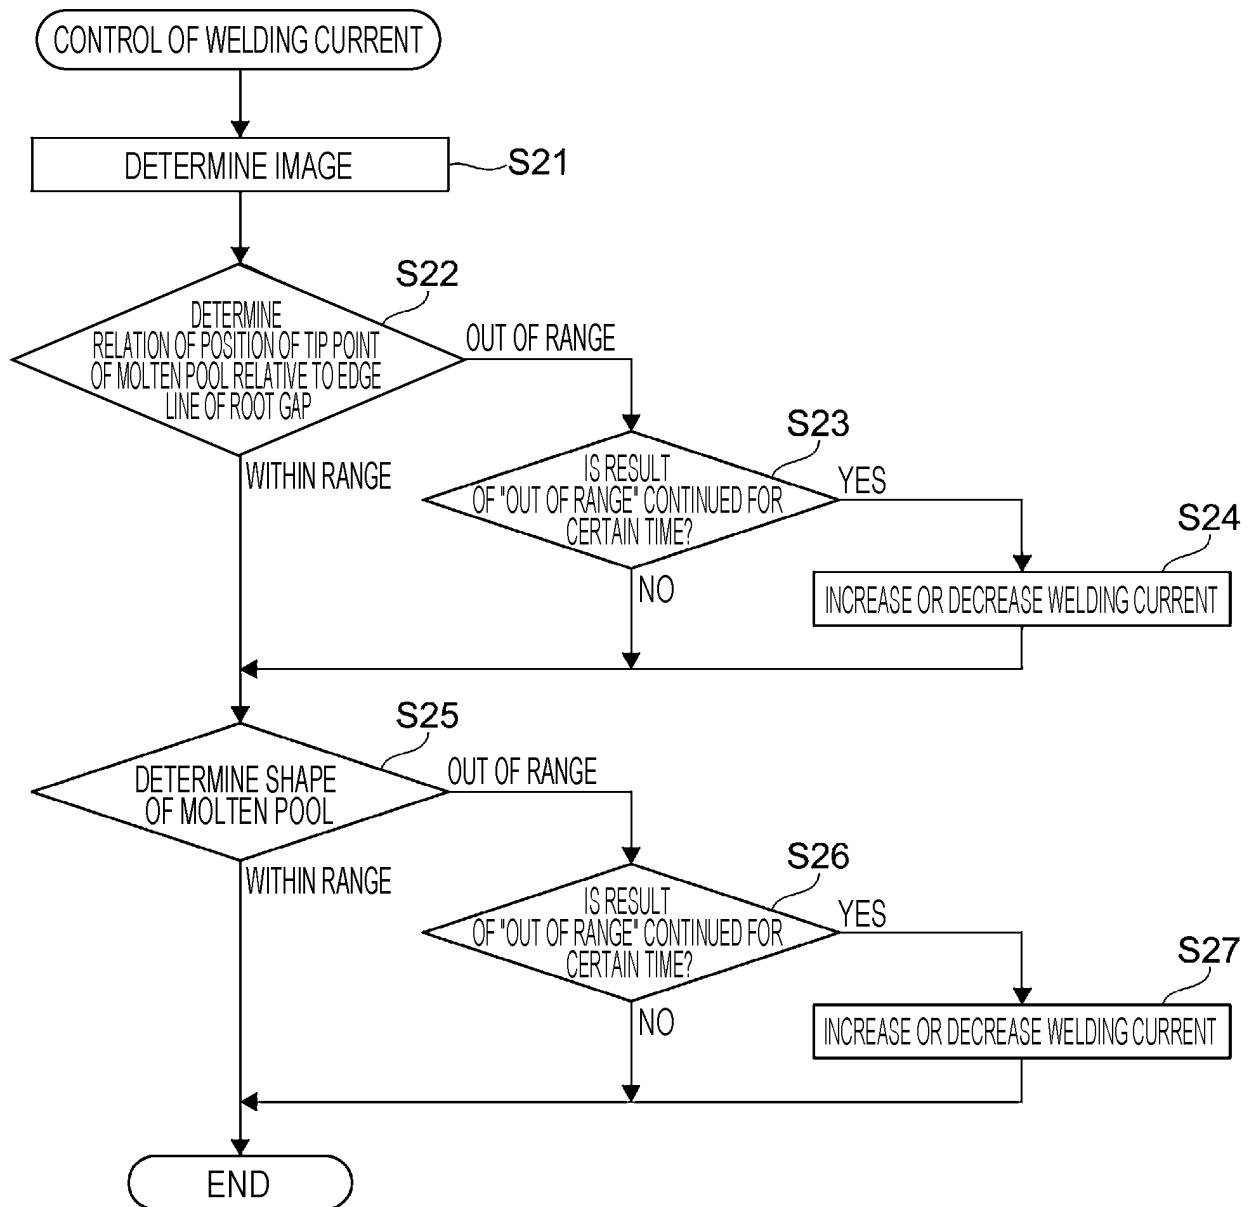 CONTROL OF WELDING CURRENT
DETERMINE IMAGE
S21
S22
DETERMINE
RELATION OF POSITION OF TIP POINT
OF MOLTEN POOL RELATIVE TO EDGE
LINE OF ROOT GAP
OUT OF RANGE
WITHIN RANGE
S23
IS RESULT
OF "OUT OF RANGE" CONTINUED FOR
CERTAIN TIME?
YES
NO
S24
INCREASE OR DECREASE WELDING CURRENT
S25
DETERMINE SHAPE
OF MOLTEN POOL
OUT OF RANGE
WITHIN RANGE
S26
IS RESULT
OF "OUT OF RANGE" CONTINUED FOR
CERTAIN TIME?
YES
NO
S27
INCREASE OR DECREASE WELDING CURRENT
END